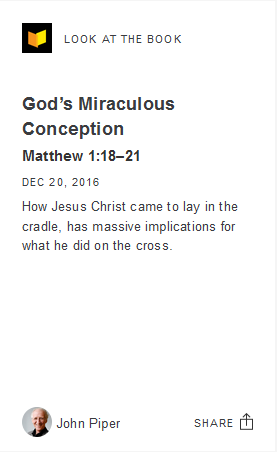 LOOK AT THE BOOK
God’s Miraculous
Conception
Matthew 1:18–21
DEC 20, 2016
How Jesus Christ came to lay in the
cradle, has massive implications for
what he did on the cross.
John Piper
SHARE